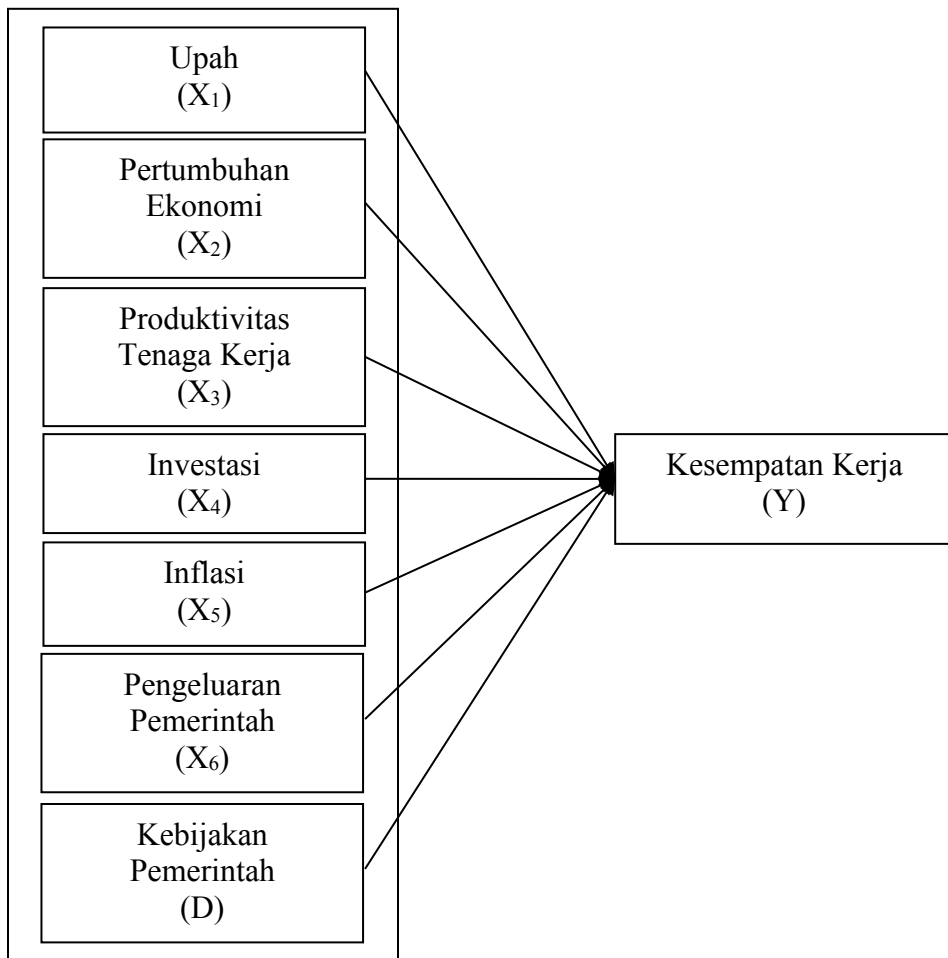 Upah
(X₁)
Pertumbuhan
Ekonomi
(X₂)
Produktivitas
Tenaga Kerja
(X₃)
Investasi
(X₄)
Inflasi
(X₅)
Pengeluaran
Pemerintah
(X₆)
Kebijakan
Pemerintah
(D)
Kesempatan Kerja
(Y)